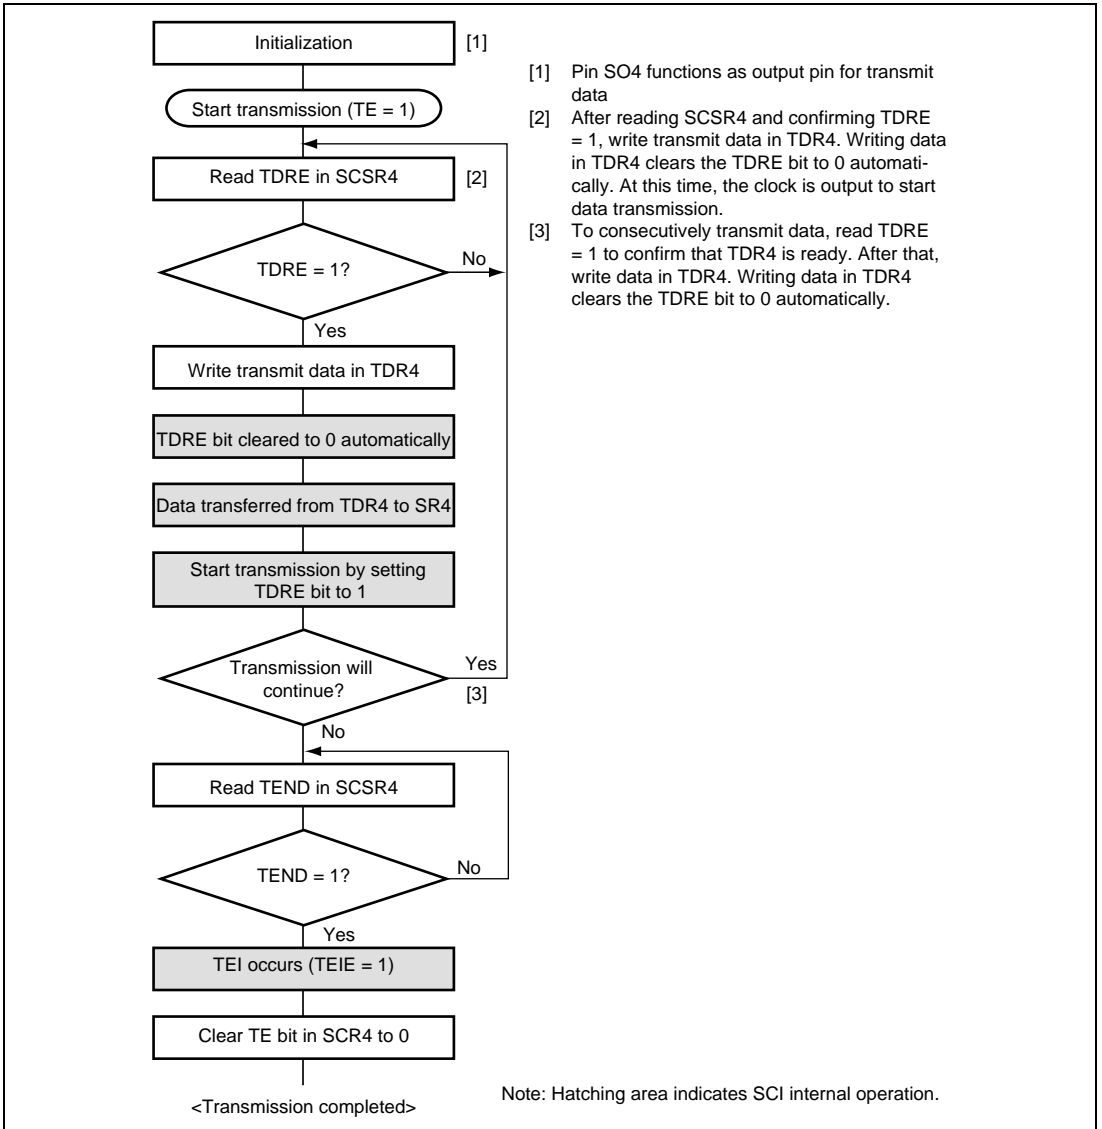 Initialization
[1]
Start transmission (TE = 1)
Read TDRE in SCSR4
[2]
TDRE = 1?
No
Yes
Write transmit data in TDR4
TDRE bit cleared to 0 automatically
Data transferred from TDR4 to SR4
Start transmission by setting
TDRE bit to 1
Transmission will
continue?
Yes
[3]
No
Read TEND in SCSR4
TEND = 1?
No
Yes
TEI occurs (TEIE = 1)
Clear TE bit in SCR4 to 0
<Transmission completed>
[1] Pin SO4 functions as output pin for transmit
data
[2] After reading SCSR4 and confirming TDRE
= 1, write transmit data in TDR4. Writing data
in TDR4 clears the TDRE bit to 0 automati-
cally. At this time, the clock is output to start
data transmission.
[3] To consecutively transmit data, read TDRE
= 1 to confirm that TDR4 is ready. After that,
write data in TDR4. Writing data in TDR4
clears the TDRE bit to 0 automatically.
Note: Hatching area indicates SCI internal operation.